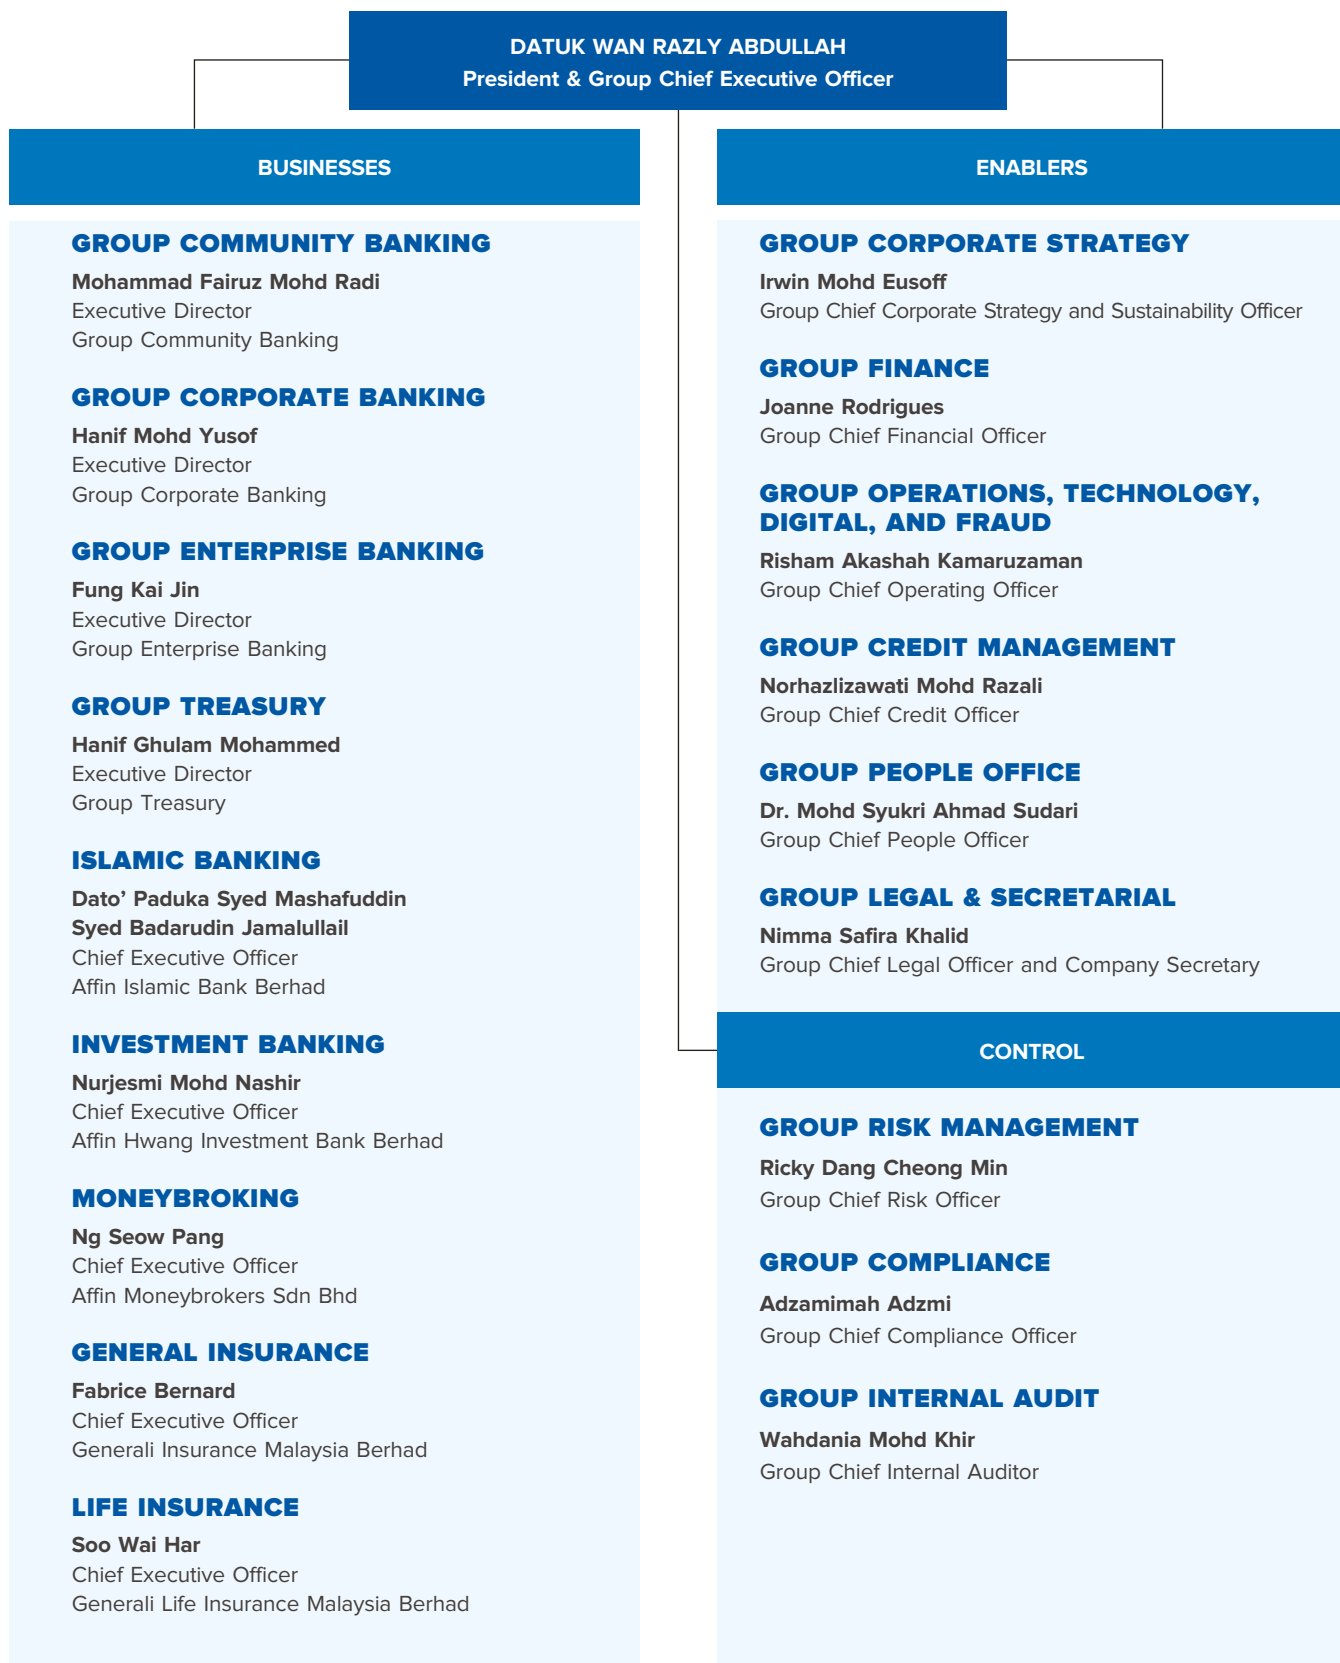 DATUK WAN RAZLY ABDULLAH
President & Group Chief Executive Officer
BUSINESSES
GROUP COMMUNITY BANKING
Mohammad Fairuz Mohd Radi
Executive Director
Group Community Banking
GROUP CORPORATE BANKING
Hanif Mohd Yusof
Executive Director
Group Corporate Banking
GROUP ENTERPRISE BANKING
Fung Kai Jin
Executive Director
Group Enterprise Banking
GROUP TREASURY
Hanif Ghulam Mohammed
Executive Director
Group Treasury
ISLAMIC BANKING
Dato’ Paduka Syed Mashafuddin
Syed Badarudin Jamalullail
Chief Executive Officer
Affin Islamic Bank Berhad
INVESTMENT BANKING
Nurjesmi Mohd Nashir
Chief Executive Officer
Affin Hwang Investment Bank Berhad
MONEYBROKING
Ng Seow Pang
Chief Executive Officer
Affin Moneybrokers Sdn Bhd
GENERAL INSURANCE
Fabrice Bernard
Chief Executive Officer
Generali Insurance Malaysia Berhad
LIFE INSURANCE
Soo Wai Har
Chief Executive Officer
Generali Life Insurance Malaysia Berhad
ENABLERS
GROUP CORPORATE STRATEGY
Irwin Mohd Eusoff
Group Chief Corporate Strategy and Sustainability Officer
GROUP FINANCE
Joanne Rodrigues
Group Chief Financial Officer
GROUP OPERATIONS, TECHNOLOGY,
DIGITAL, AND FRAUD
Risham Akashah Kamaruzaman
Group Chief Operating Officer
GROUP CREDIT MANAGEMENT
Norhazlizawati Mohd Razali
Group Chief Credit Officer
GROUP PEOPLE OFFICE
Dr. Mohd Syukri Ahmad Sudari
Group Chief People Officer
GROUP LEGAL & SECRETARIAL
Nimma Safira Khalid
Group Chief Legal Officer and Company Secretary
CONTROL
GROUP RISK MANAGEMENT
Ricky Dang Cheong Min
Group Chief Risk Officer
GROUP COMPLIANCE
Adzamimah Adzmi
Group Chief Compliance Officer
GROUP INTERNAL AUDIT
Wahdania Mohd Khir
Group Chief Internal Auditor